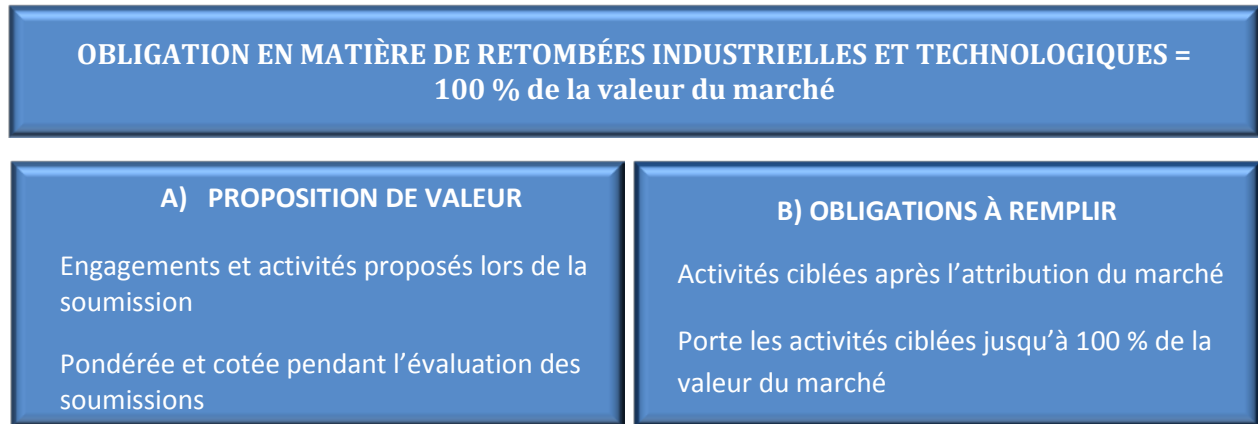 OBLIGATION EN MATIÈRE DE RETOMBÉES INDUSTRIELLES ET TECHNOLOGIQUES =
100 % de la valeur du marché
A) PROPOSITION DE VALEUR
Engagements et activités proposés lors de la
soumission
Pondérée et cotée pendant l’évaluation des
soumissions
B) OBLIGATIONS À REMPLIR
Activités ciblées après l’attribution du marché
Porte les activités ciblées jusqu’à 100 % de la
valeur du marché